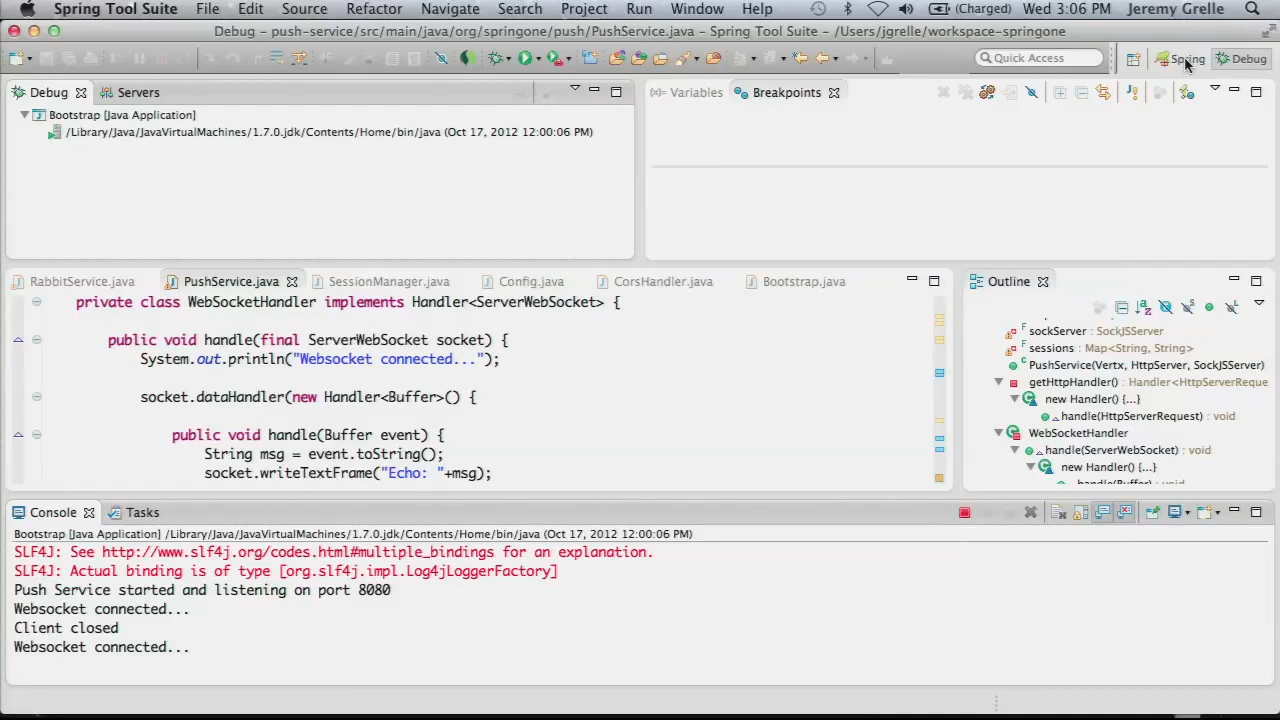 Spring Tool Suite File Edit Source Refactor Navigate Search Project Run Window Help (Charged) Wed 3:06 PM Jeremy Grelle
Debug - push-service/src/main/java/org/springone/push/PushService.java - Spring Tool Suite - /Users/jgrelle/workspace-springone
Quick Access Spring Debug
Debug Servers
Bootstrap [Java Application]
/Library/Java/JavaVirtualMachines/1.7.0.jdk/Contents/Home/bin/java (Oct 17, 2012 12:00:06 PM)
Variables Breakpoints
RabbitService.java PushService.java SessionManager.java Config.java CorsHandler.java Bootstrap.java
private class WebSocketHandler implements Handler<ServerWebSocket> {
public void handle(final ServerWebSocket socket) {
System.out.println("Websocket connected...");
socket.dataHandler(new Handler<Buffer>() {
public void handle(Buffer event) {
String msg = event.toString();
socket.writeTextFrame("Echo: "+msg);
Outline
sockServer : SockJSServer
sessions : Map<String, String>
PushService(Vertx, HttpServer, SockJSServer)
getHttpHandler() : Handler<HttpServerReque
new Handler() {...}
handle(HttpServerRequest) : void
WebSocketHandler
handle(ServerWebSocket) : void
new Handler() {...}
handle(Buffer) : void
Console Tasks
Bootstrap [Java Application] /Library/Java/JavaVirtualMachines/1.7.0.jdk/Contents/Home/bin/java (Oct 17, 2012 12:00:06 PM)
SLF4J: See http://www.slf4j.org/codes.html#multiple_bindings for an explanation.
SLF4J: Actual binding is of type [org.slf4j.impl.Log4jLoggerFactory]
Push Service started and listening on port 8080
Websocket connected...
Client closed
Websocket connected...